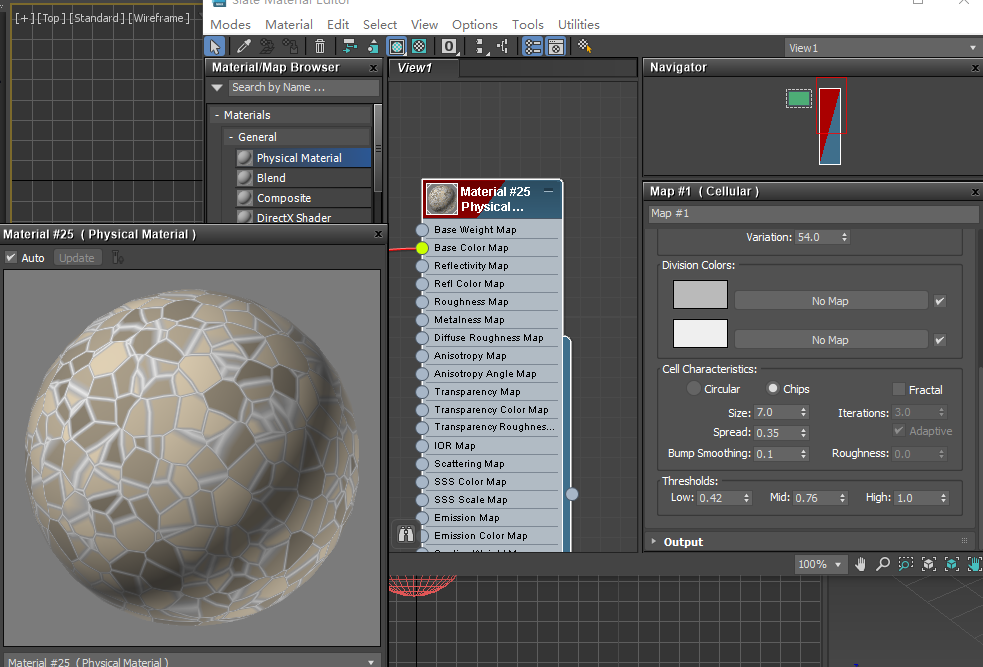 [+] [Top] [Standard] [Wireframe]
Slate Material Editor
Modes Material Edit Select View Options Tools Utilities
View1
Material/Map Browser
Search by Name ...
- Materials
- General
Physical Material
Blend
Composite
DirectX Shader
View1
Navigator
Material #25
Physical...
Base Weight Map
Base Color Map
Reflectivity Map
Refl Color Map
Roughness Map
Metalness Map
Diffuse Roughness Map
Anisotropy Map
Anisotropy Angle Map
Transparency Map
Transparency Color Map
Transparency Roughnes...
IOR Map
Scattering Map
SSS Color Map
SSS Scale Map
Emission Map
Emission Color Map
Map #1 ( Cellular )
Map #1
Variation: 54.0
Division Colors:
No Map
No Map
Cell Characteristics:
Circular Chips Fractal
Size: 7.0 Iterations: 3.0
Spread: 0.35 Adaptive
Bump Smoothing: 0.1 Roughness: 0.0
Thresholds:
Low: 0.42 Mid: 0.76 High: 1.0
Output
100%
Material #25 ( Physical Material )
Auto Update
Material #25 ( Physical Material )